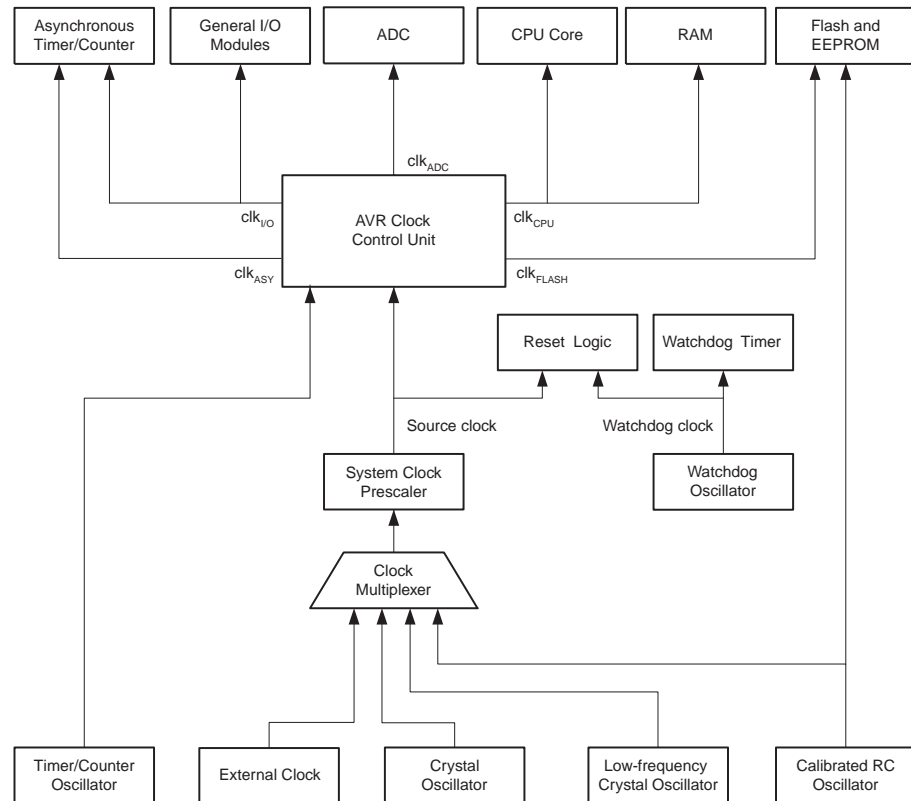 Asynchronous
Timer/Counter
General I/O
Modules
ADC
CPU Core
RAM
Flash and
EEPROM
clkADC
clkI/O
AVR Clock
Control Unit
clkCPU
clkASY
clkFLASH
Reset Logic
Watchdog Timer
Source clock
Watchdog clock
System Clock
Prescaler
Watchdog
Oscillator
Clock
Multiplexer
Timer/Counter
Oscillator
External Clock
Crystal
Oscillator
Low-frequency
Crystal Oscillator
Calibrated RC
Oscillator